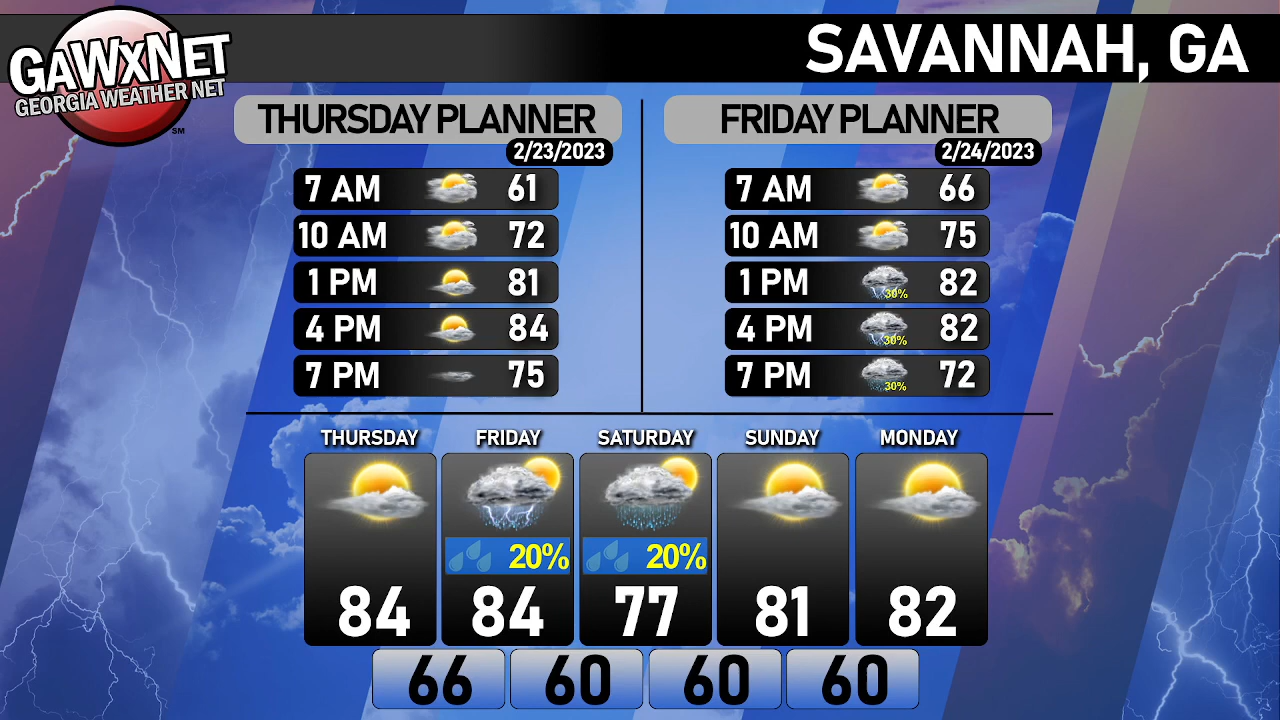 GAWxNET
GEORGIA WEATHER NET
SM
SAVANNAH, GA
THURSDAY PLANNER
2/23/2023
7 AM 61
10 AM 72
1 PM 81
4 PM 84
7 PM 75
FRIDAY PLANNER
2/24/2023
7 AM 66
10 AM 75
1 PM 30% 82
4 PM 30% 82
7 PM 30% 72
THURSDAY FRIDAY SATURDAY SUNDAY MONDAY
20% 20%
84 84 77 81 82
66 60 60 60